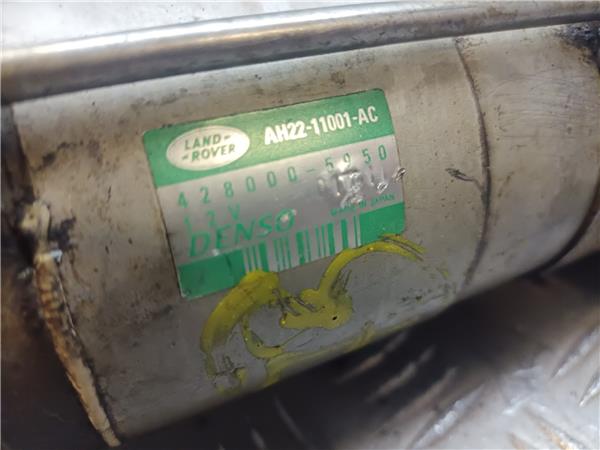 LAND-
-ROVER
AH22-11001-AC
428000-5950
12V
DENSO
MADE IN JAPAN